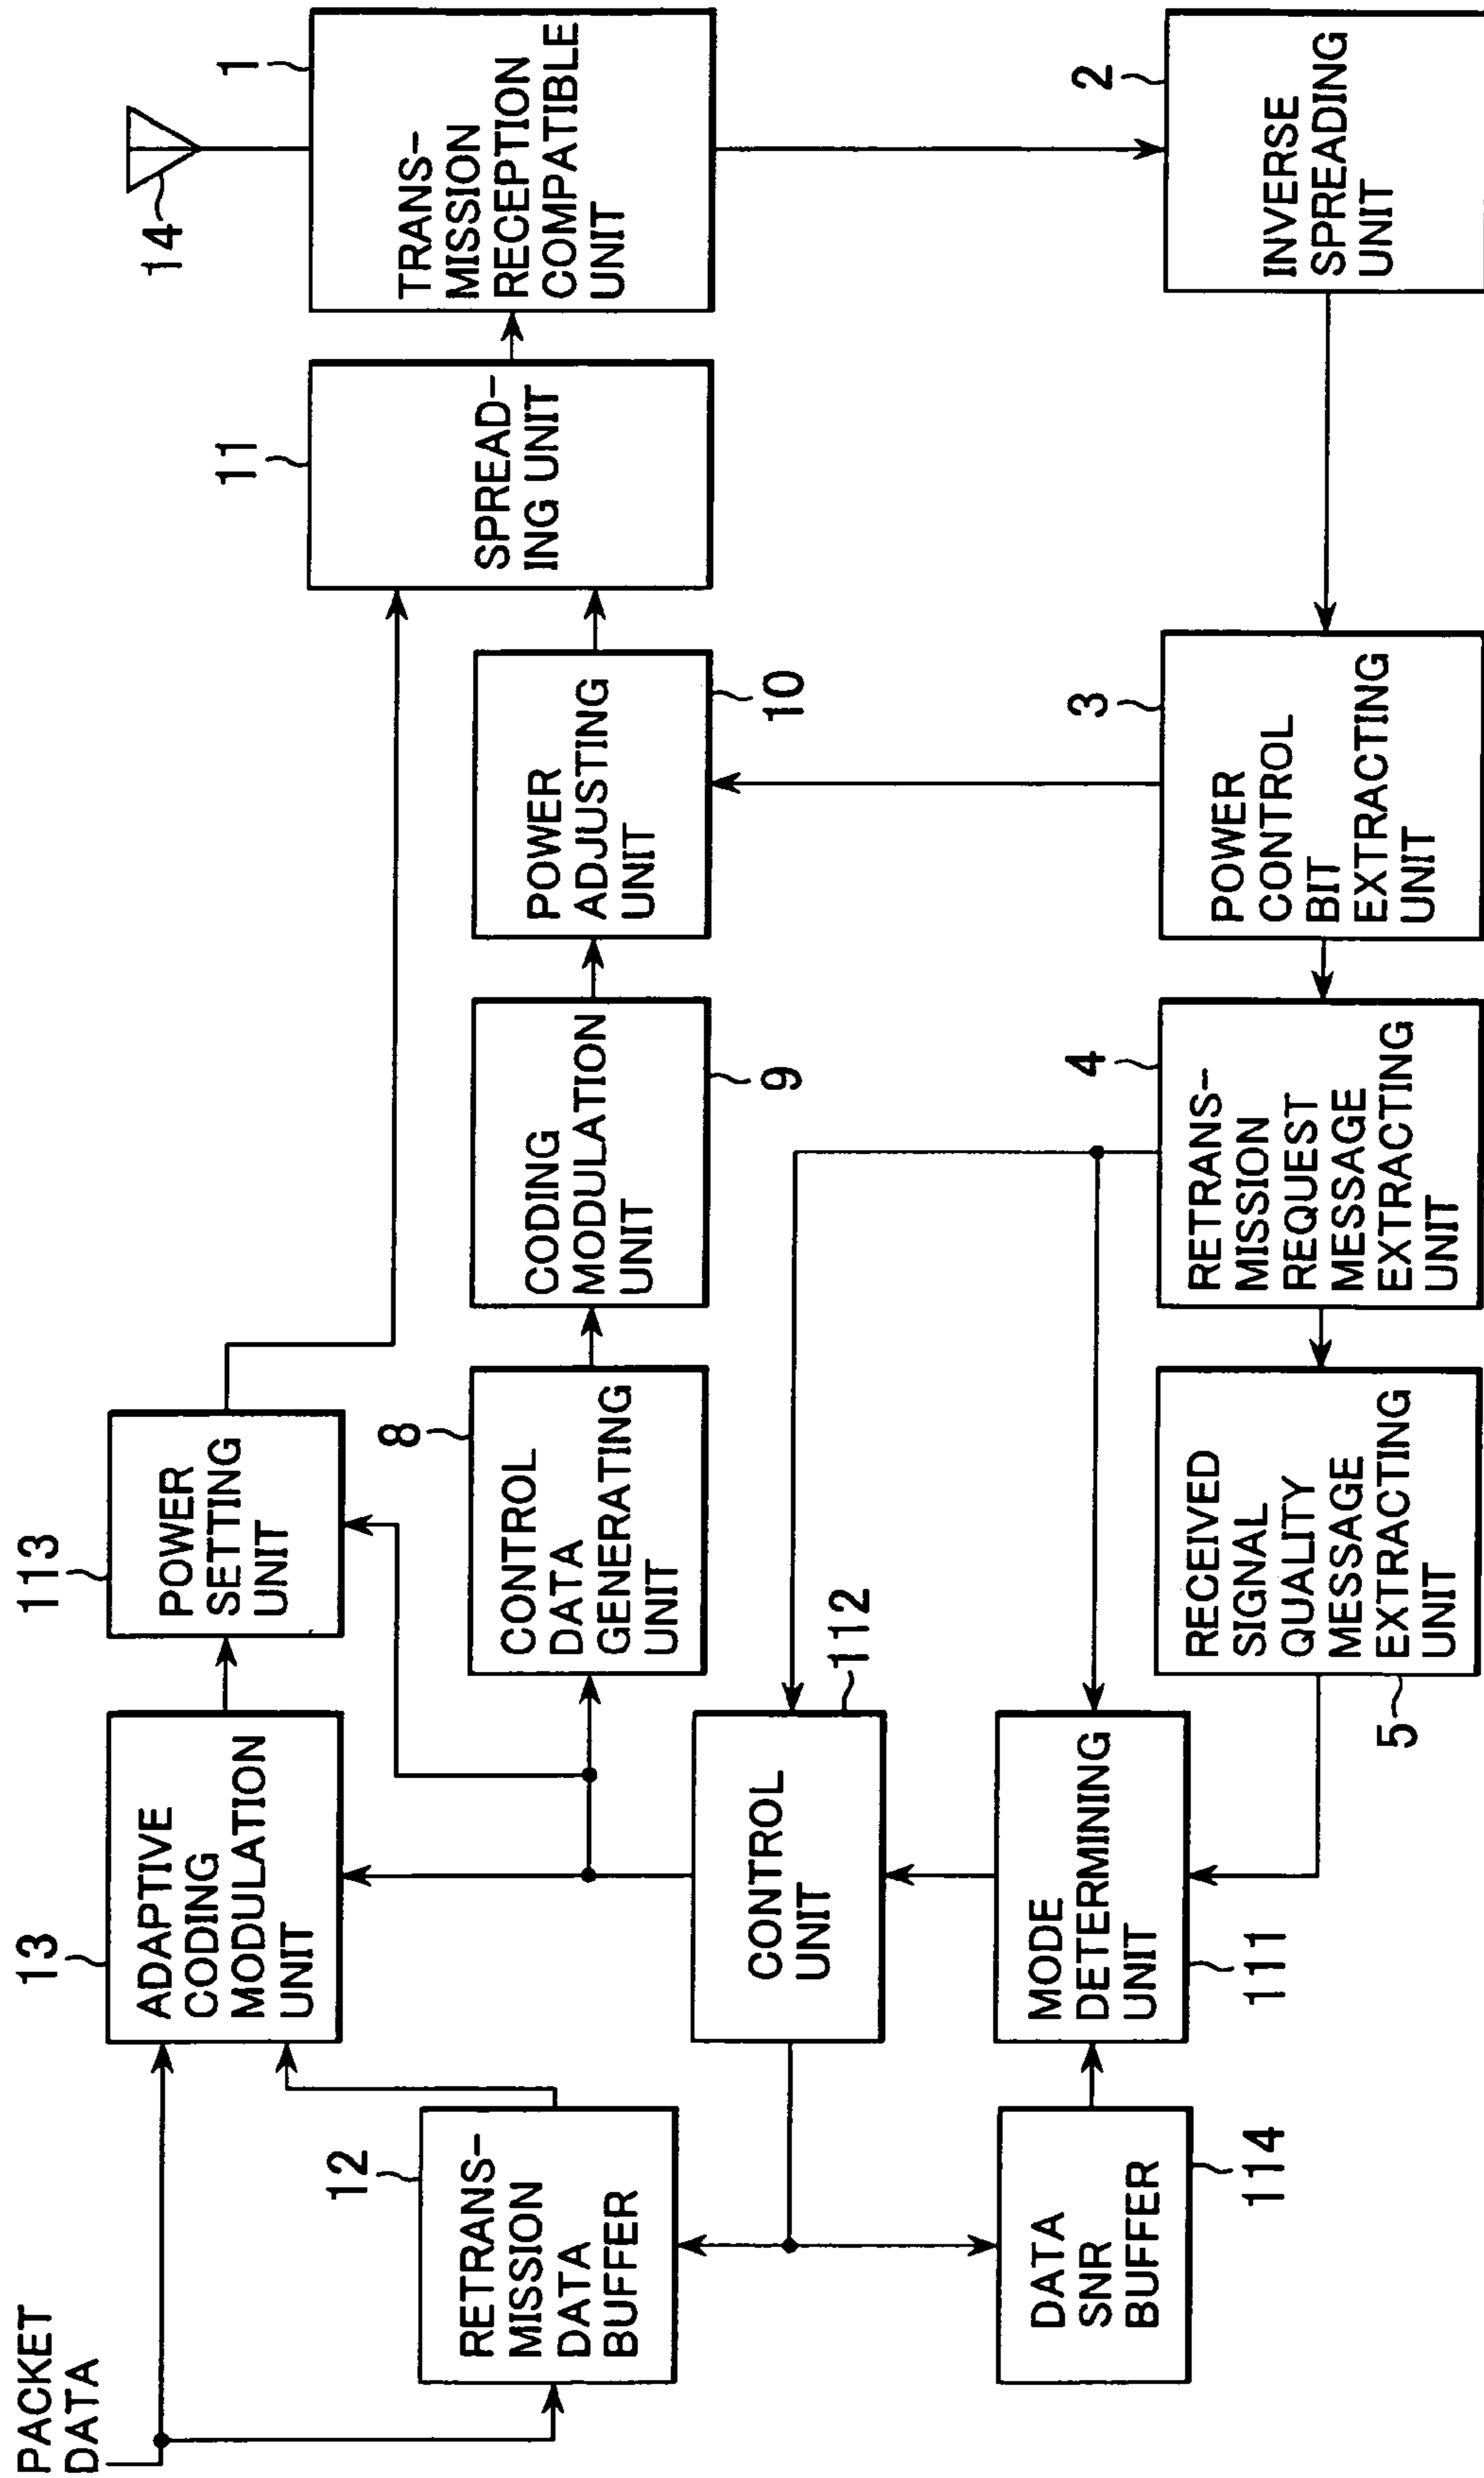 PACKET
DATA
13
ADAPTIVE
CODING
MODULATION
UNIT
113
POWER
SETTING
UNIT
14
1
TRANS-
MISSION
RECEPTION
COMPATIBLE
UNIT
11
SPREAD-
ING UNIT
12
RETRANS-
MISSION
DATA
BUFFER
8
CONTROL
DATA
GENERATING
UNIT
CODING
MODULATION
UNIT
9
POWER
ADJUSTING
UNIT
10
CONTROL
UNIT
112
DATA
SNR
BUFFER
114
MODE
DETERMINING
UNIT
111
RECEIVED
SIGNAL
QUALITY
MESSAGE
EXTRACTING
UNIT
5
4
RETRANS-
MISSION
REQUEST
MESSAGE
EXTRACTING
UNIT
3
POWER
CONTROL
BIT
EXTRACTING
UNIT
2
INVERSE
SPREADING
UNIT